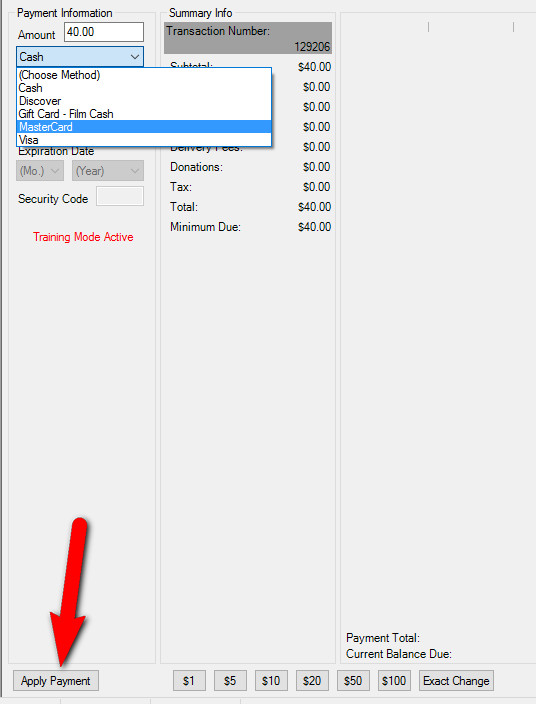 Payment Information
Amount 40.00
Cash
(Choose Method)
Cash
Discover
Gift Card - Film Cash
MasterCard
Visa
Expiration Date
(Mo.) (Year)
Security Code
Training Mode Active
Apply Payment
Summary Info
Transaction Number:
129206
Subtotal: $40.00
$0.00
$0.00
$0.00
Delivery Fees: $0.00
Donations: $0.00
Tax: $0.00
Total: $40.00
Minimum Due: $40.00
Payment Total:
Current Balance Due:
$1 $5 $10 $20 $50 $100 Exact Change